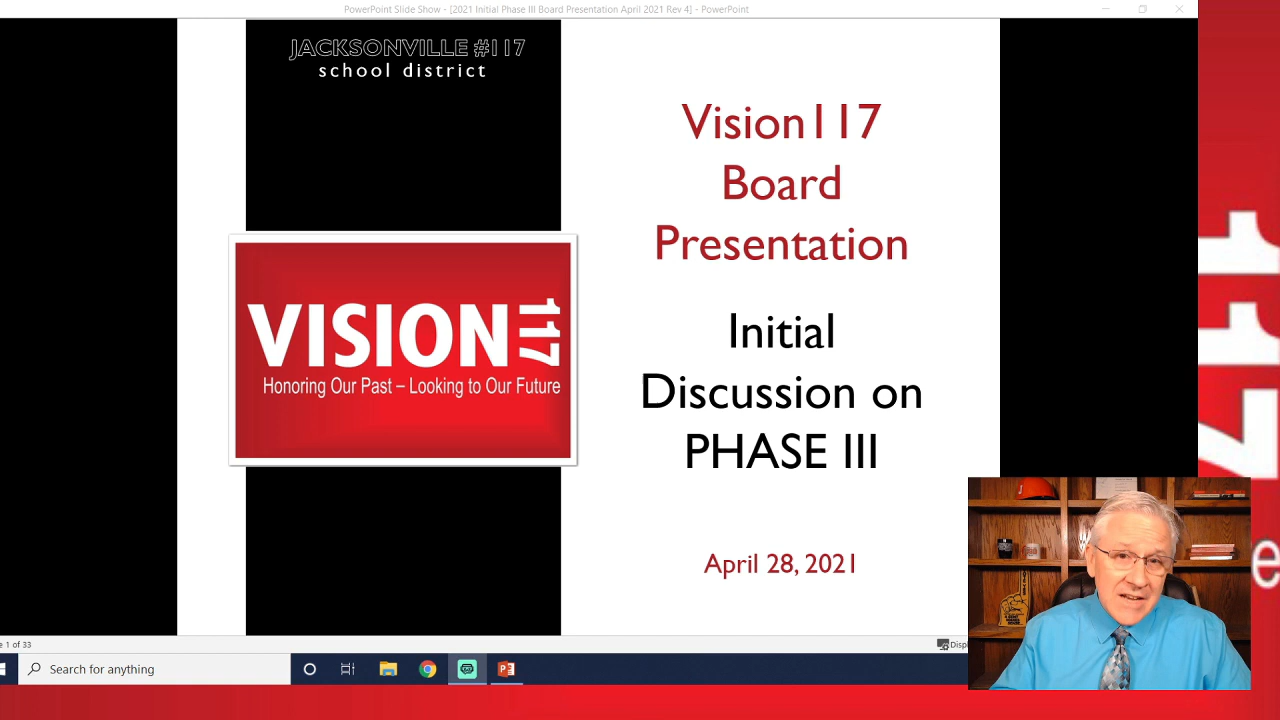 PowerPoint Slide Show - [2021 Initial Phase III Board Presentation April 2021 Rev 4] - PowerPoint
JACKSONVILLE #117
school district
Vision117
Board
Presentation
VISION 117
Honoring Our Past – Looking to Our Future
Initial
Discussion on
PHASE III
April 28, 2021
e 1 of 33
Displ
Search for anything
117
e